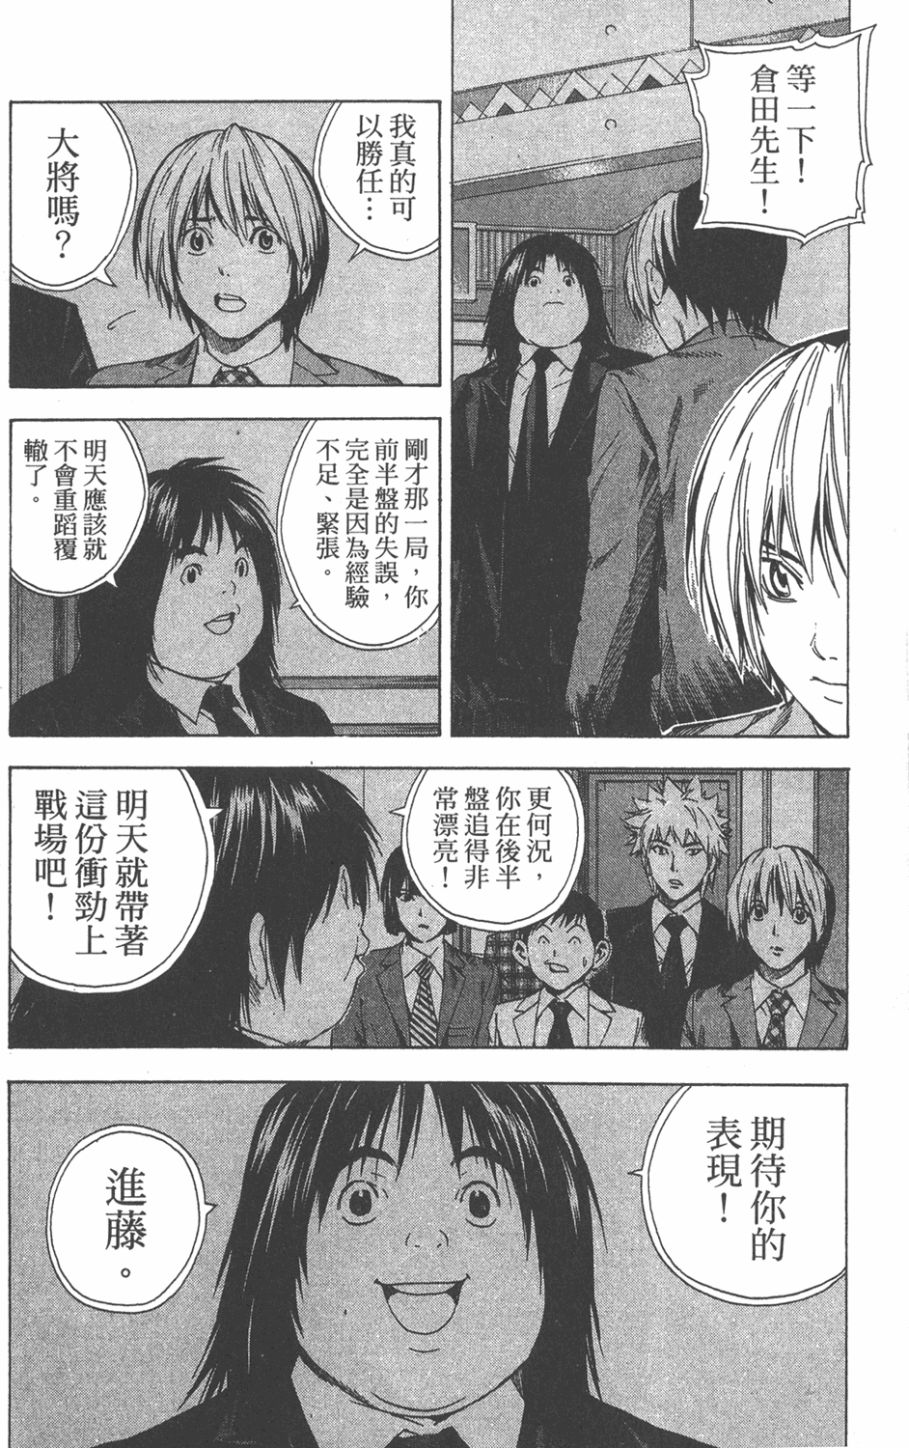 等一下！
倉田先生！
我真的可
以勝任…
大將嗎？
剛才那一局，你
前半盤的失誤，
完全是因為經驗
不足、緊張。
明天應該就
不會重蹈覆
轍了。
更何況，
你在後半
盤追得非
常漂亮！
明天就帶著
這份衝勁上
戰場吧！
期待你的
表現！
進藤。